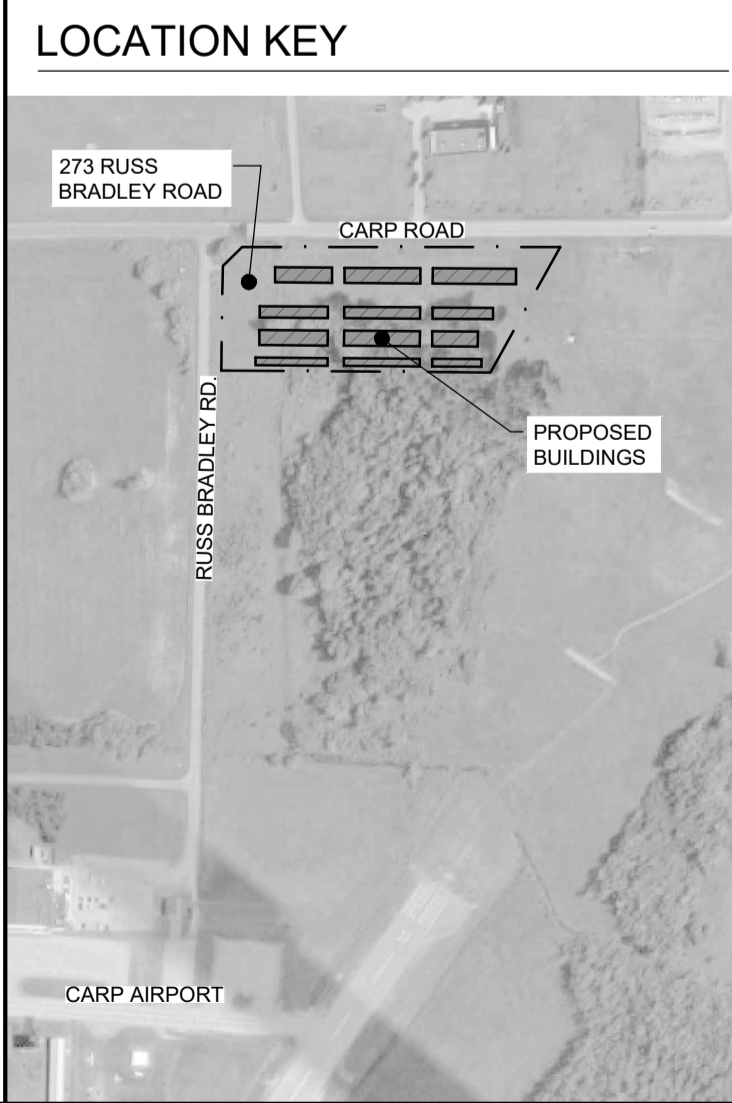 LOCATION KEY
273 RUSS
BRADLEY ROAD
CARP ROAD
RUSS BRADLEY RD.
PROPOSED
BUILDINGS
CARP AIRPORT